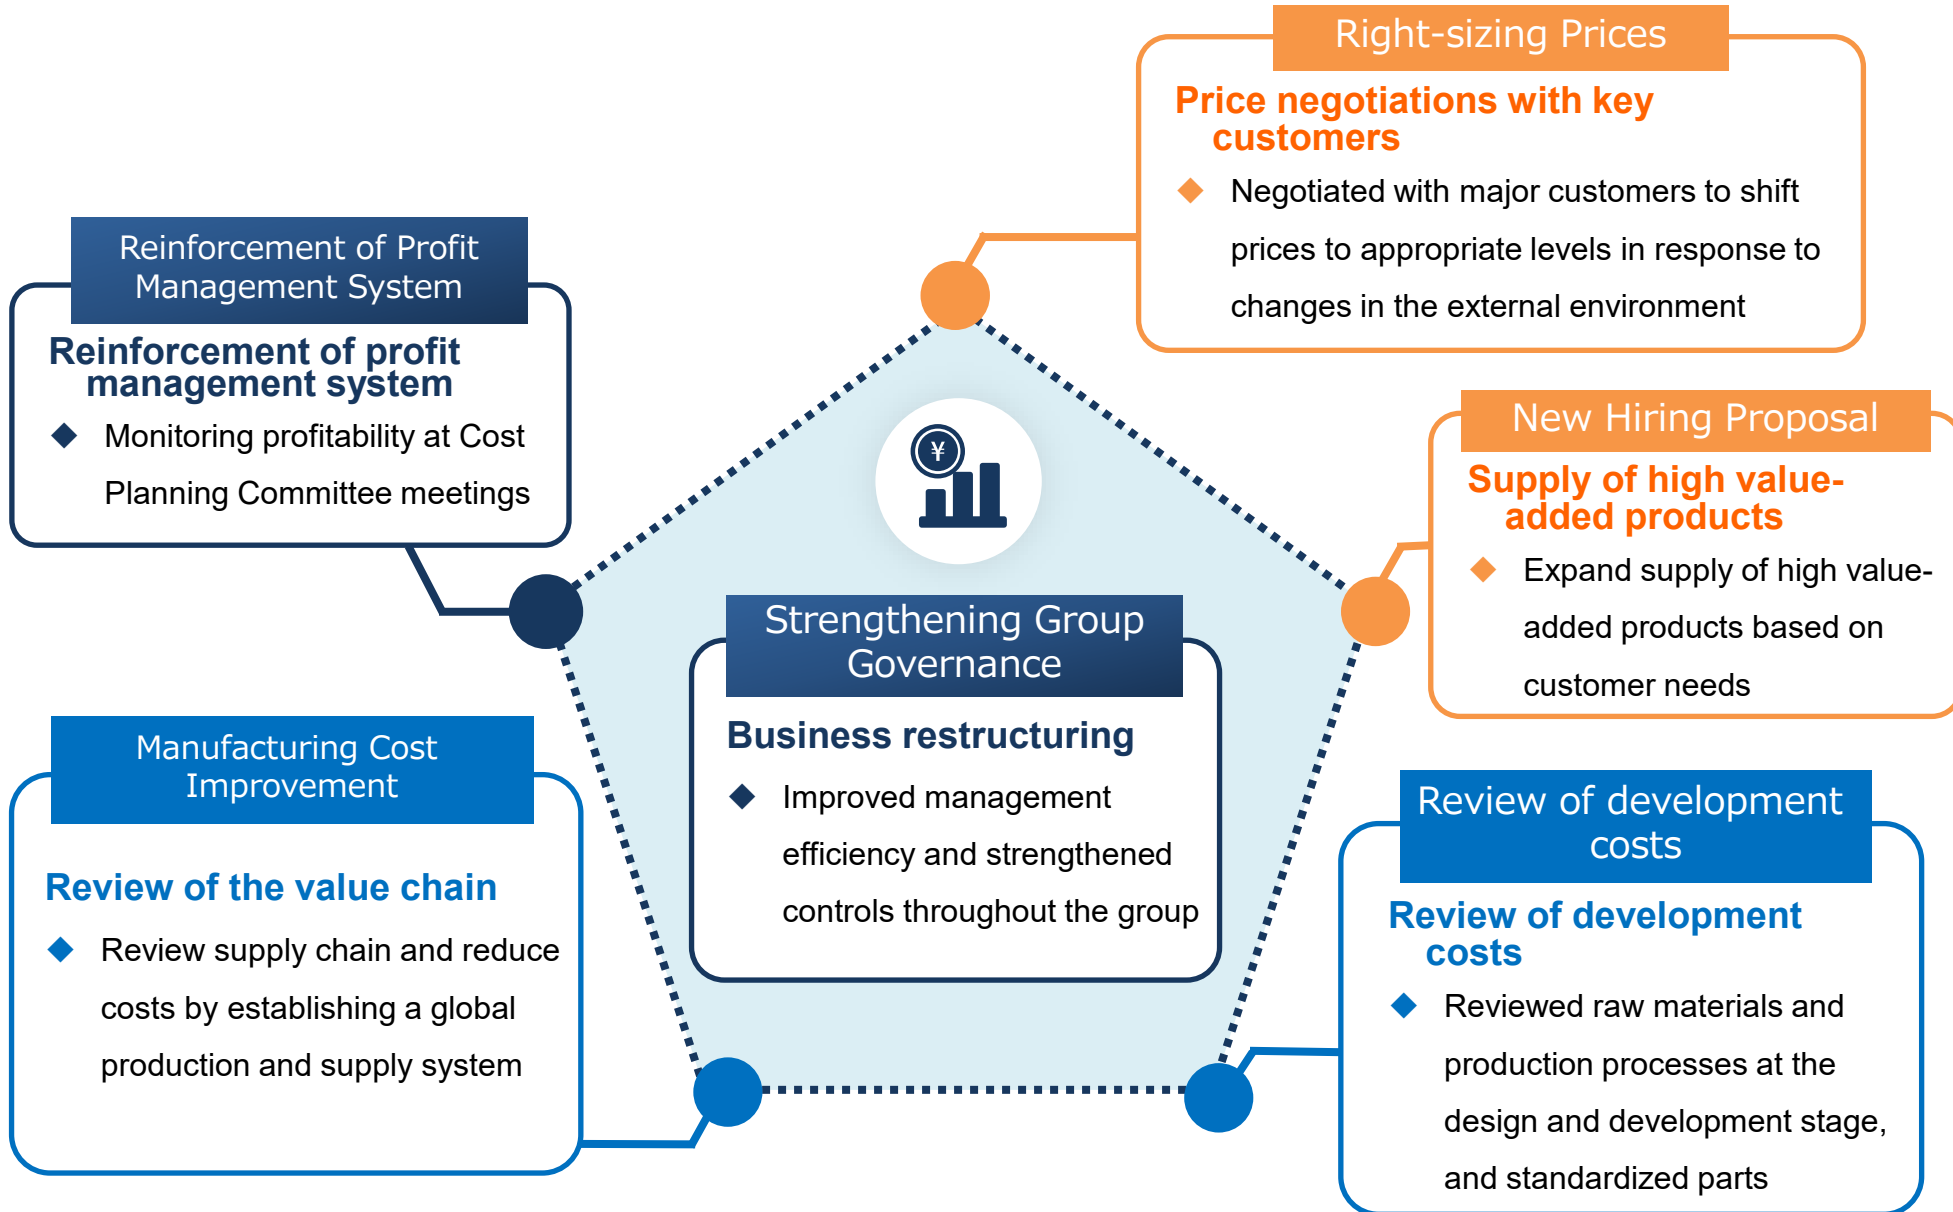 Right-sizing Prices
Price negotiations with key
customers
◆ Negotiated with major customers to shift
prices to appropriate levels in response to
changes in the external environment
Reinforcement of Profit
Management System
Reinforcement of profit
management system
◆ Monitoring profitability at Cost
Planning Committee meetings
New Hiring Proposal
Supply of high value-
added products
◆ Expand supply of high value-
added products based on
customer needs
¥
Strengthening Group
Governance
Business restructuring
◆ Improved management
efficiency and strengthened
controls throughout the group
Manufacturing Cost
Improvement
Review of the value chain
◆ Review supply chain and reduce
costs by establishing a global
production and supply system
Review of development
costs
Review of development
costs
◆ Reviewed raw materials and
production processes at the
design and development stage,
and standardized parts